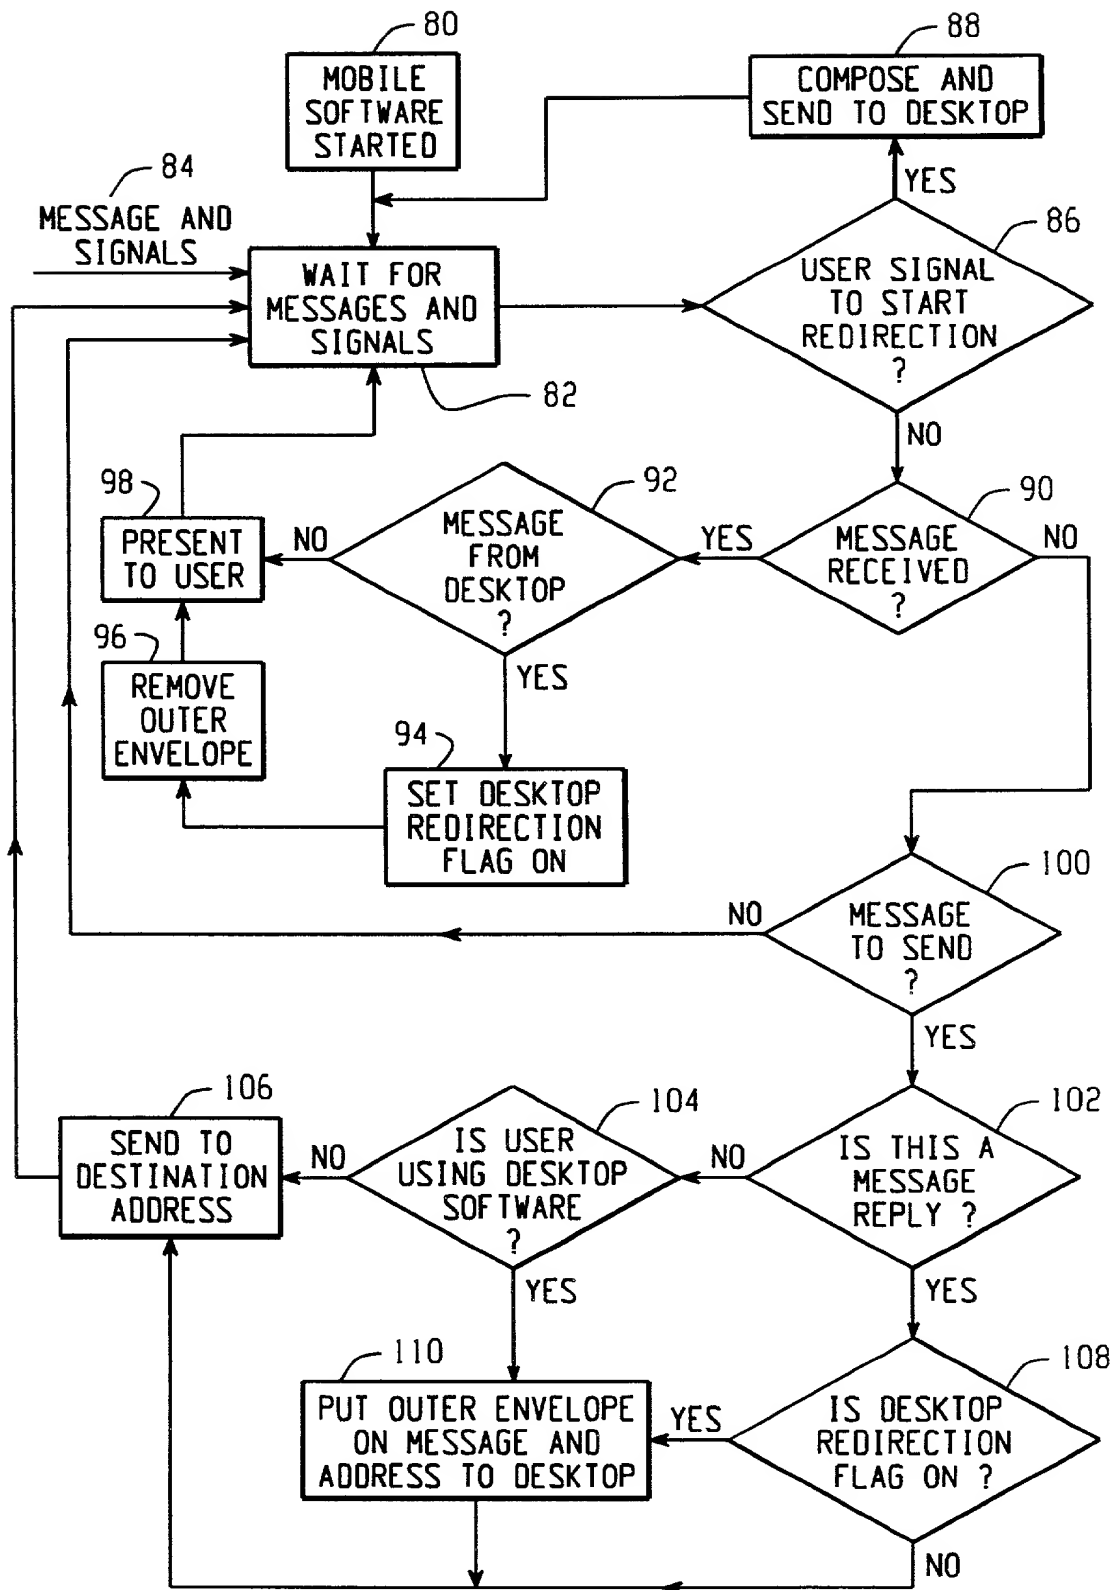 80
MOBILE
SOFTWARE
STARTED
88
COMPOSE AND
SEND TO DESKTOP
YES
84
MESSAGE AND
SIGNALS
WAIT FOR
MESSAGES AND
SIGNALS
82
86
USER SIGNAL
TO START
REDIRECTION
?
NO
98
PRESENT
TO USER
NO
92
MESSAGE
FROM
DESKTOP
?
YES
90
MESSAGE
RECEIVED
?
NO
YES
96
REMOVE
OUTER
ENVELOPE
94
SET DESKTOP
REDIRECTION
FLAG ON
100
MESSAGE
TO SEND
?
NO
YES
106
SEND TO
DESTINATION
ADDRESS
NO
104
IS USER
USING DESKTOP
SOFTWARE
?
NO
102
IS THIS A
MESSAGE
REPLY ?
YES
YES
110
PUT OUTER ENVELOPE
ON MESSAGE AND
ADDRESS TO DESKTOP
YES
108
IS DESKTOP
REDIRECTION
FLAG ON ?
NO